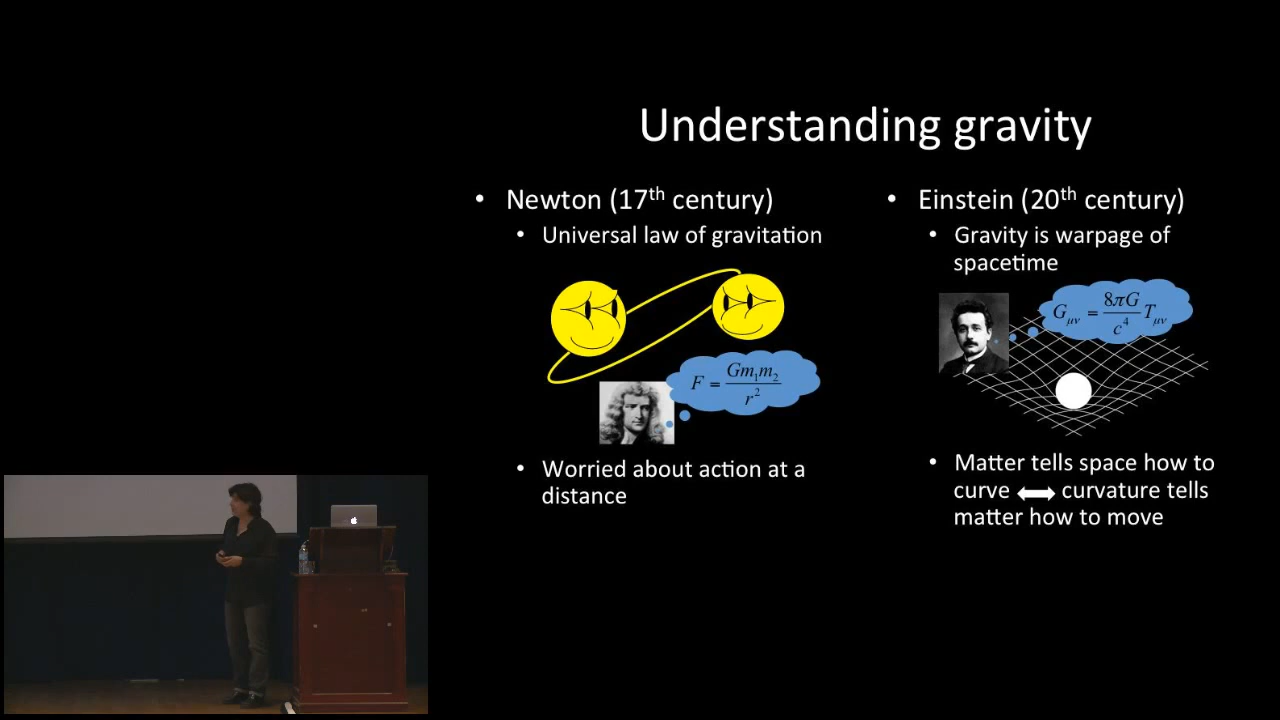 Understanding gravity
• Newton (17th century)
• Universal law of gravitation
F = Gm₁m₂ / r²
• Worried about action at a
distance
• Einstein (20th century)
• Gravity is warpage of
spacetime
Gμν = 8πG / c⁴ Tμν
• Matter tells space how to
curve ⟷ curvature tells
matter how to move